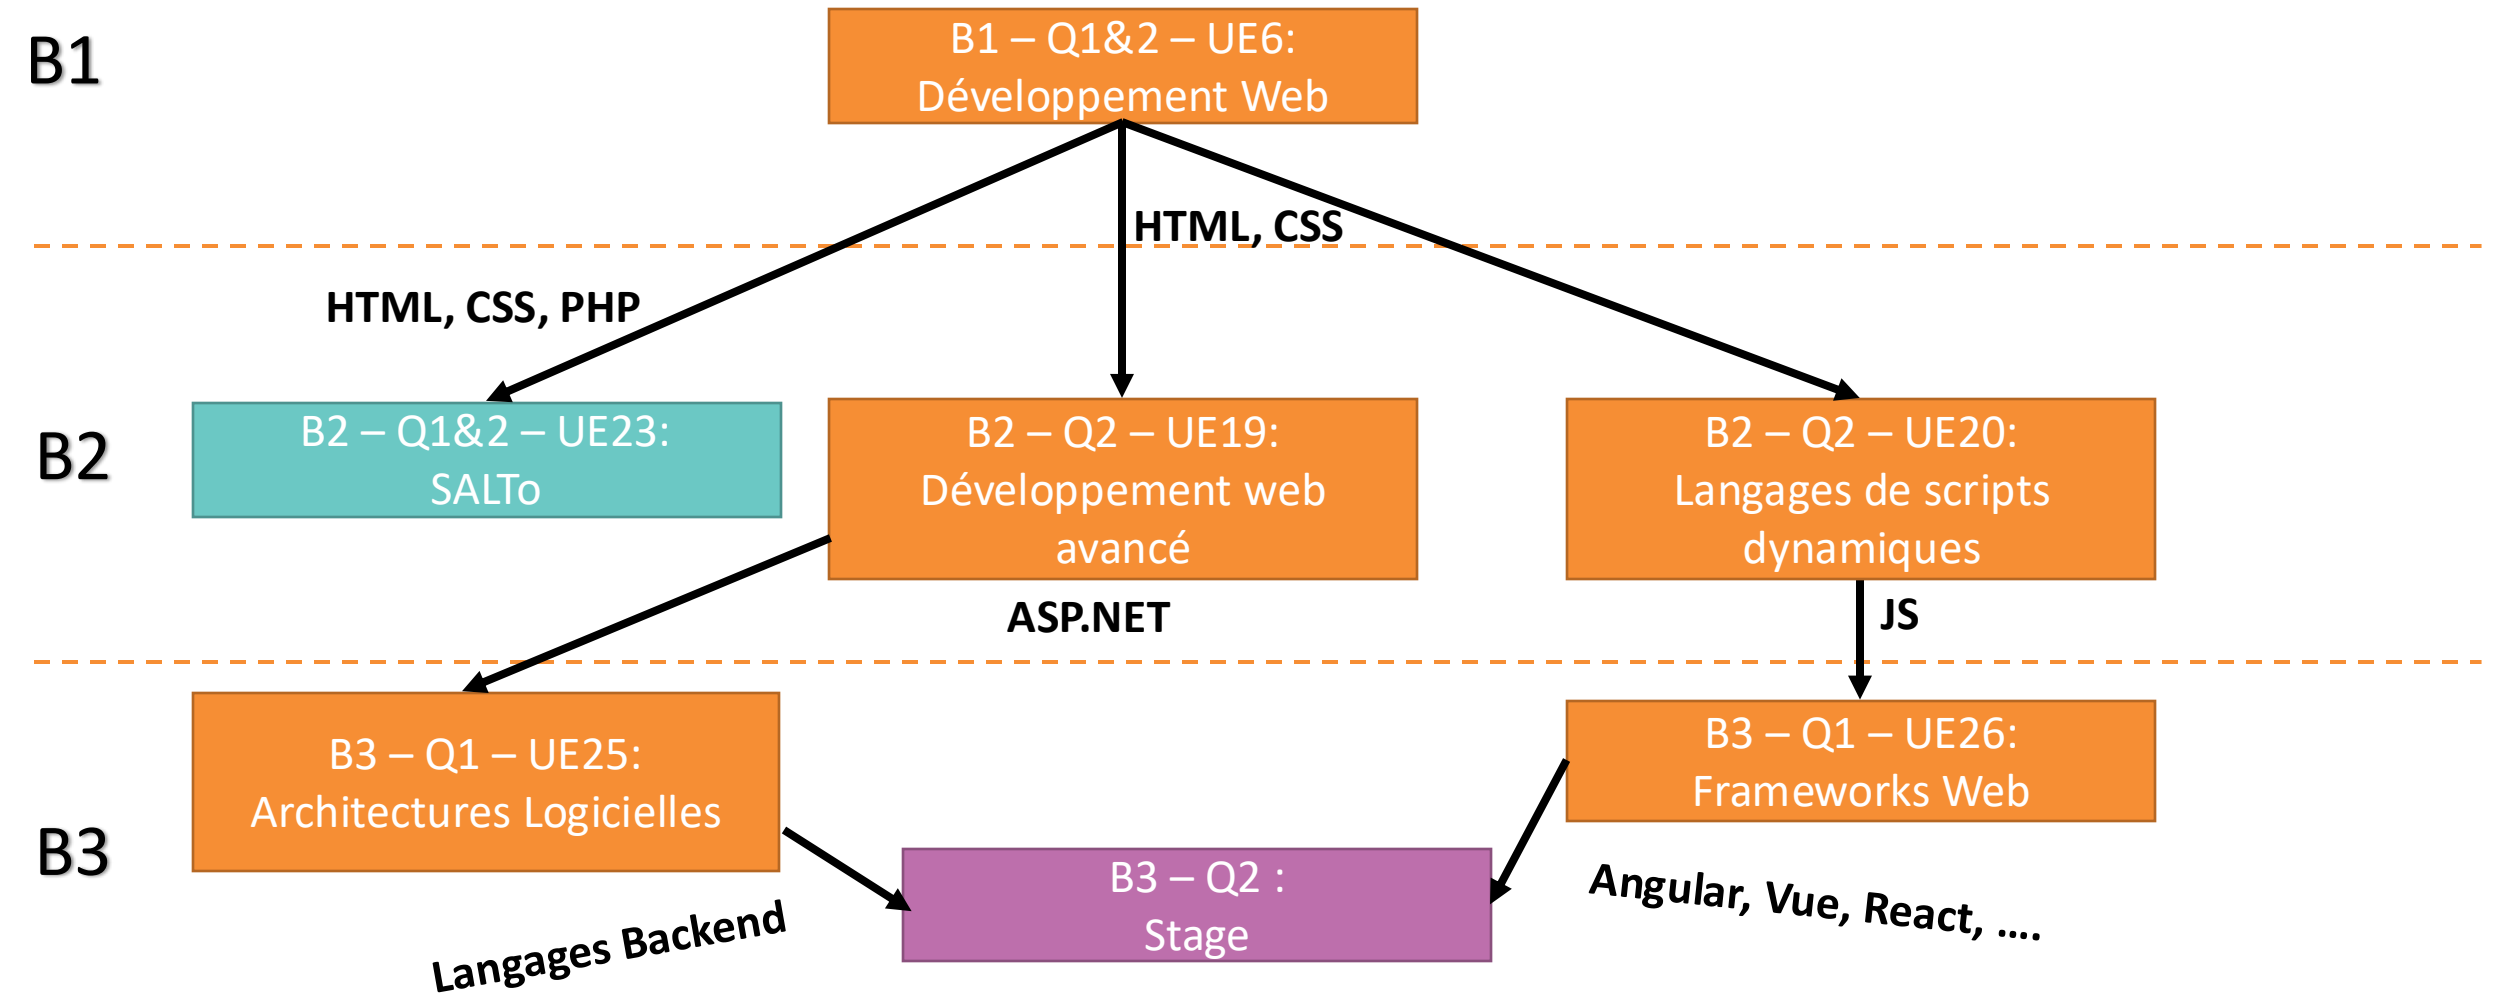 B1
B1 – Q1&2 – UE6:
Développement Web
HTML, CSS
HTML, CSS, PHP
B2
B2 – Q1&2 – UE23:
SALTo
B2 – Q2 – UE19:
Développement web
avancé
B2 – Q2 – UE20:
Langages de scripts
dynamiques
ASP.NET
JS
B3
B3 – Q1 – UE25:
Architectures Logicielles
B3 – Q1 – UE26:
Frameworks Web
B3 – Q2 :
Stage
Langages Backend
Angular, Vue, React, ....